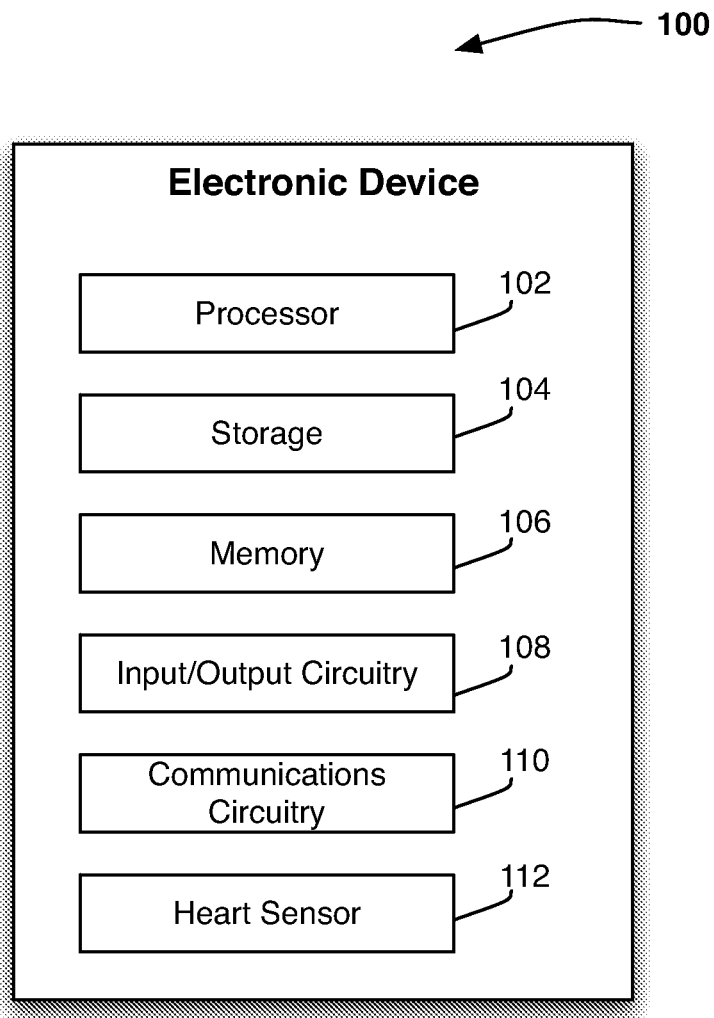 100
Electronic Device
102
Processor
104
Storage
106
Memory
108
Input/Output Circuitry
110
Communications
Circuitry
112
Heart Sensor